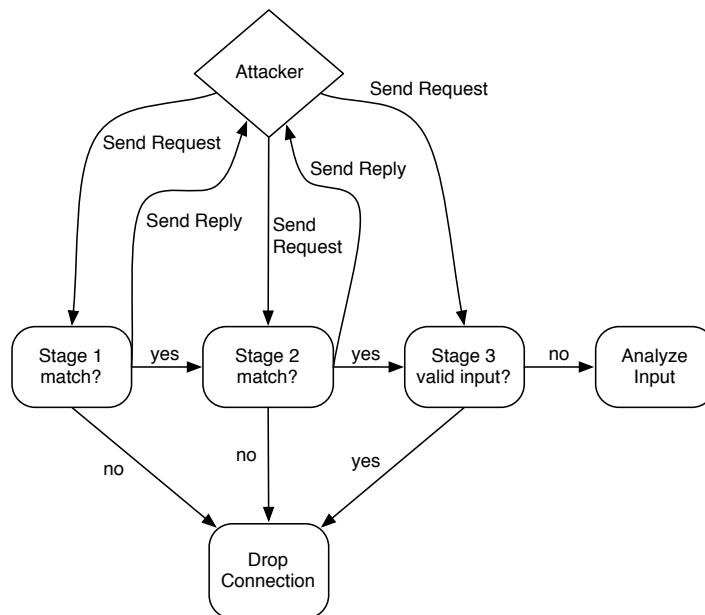 Attacker
Send Request
Send Request
Send Reply
Send Reply
Send
Request
Stage 1
match?
yes
Stage 2
match?
yes
Stage 3
valid input?
no
Analyze
Input
no
no
yes
Drop
Connection